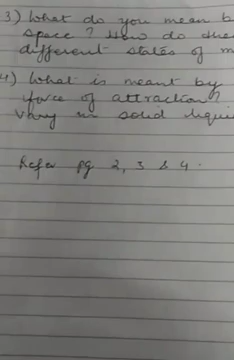 3.) What do you mean b
space? How do the
different states of m
4) What is meant by
force of attraction?
Vary in solid liqui
Refer pg 2, 3 & 4.